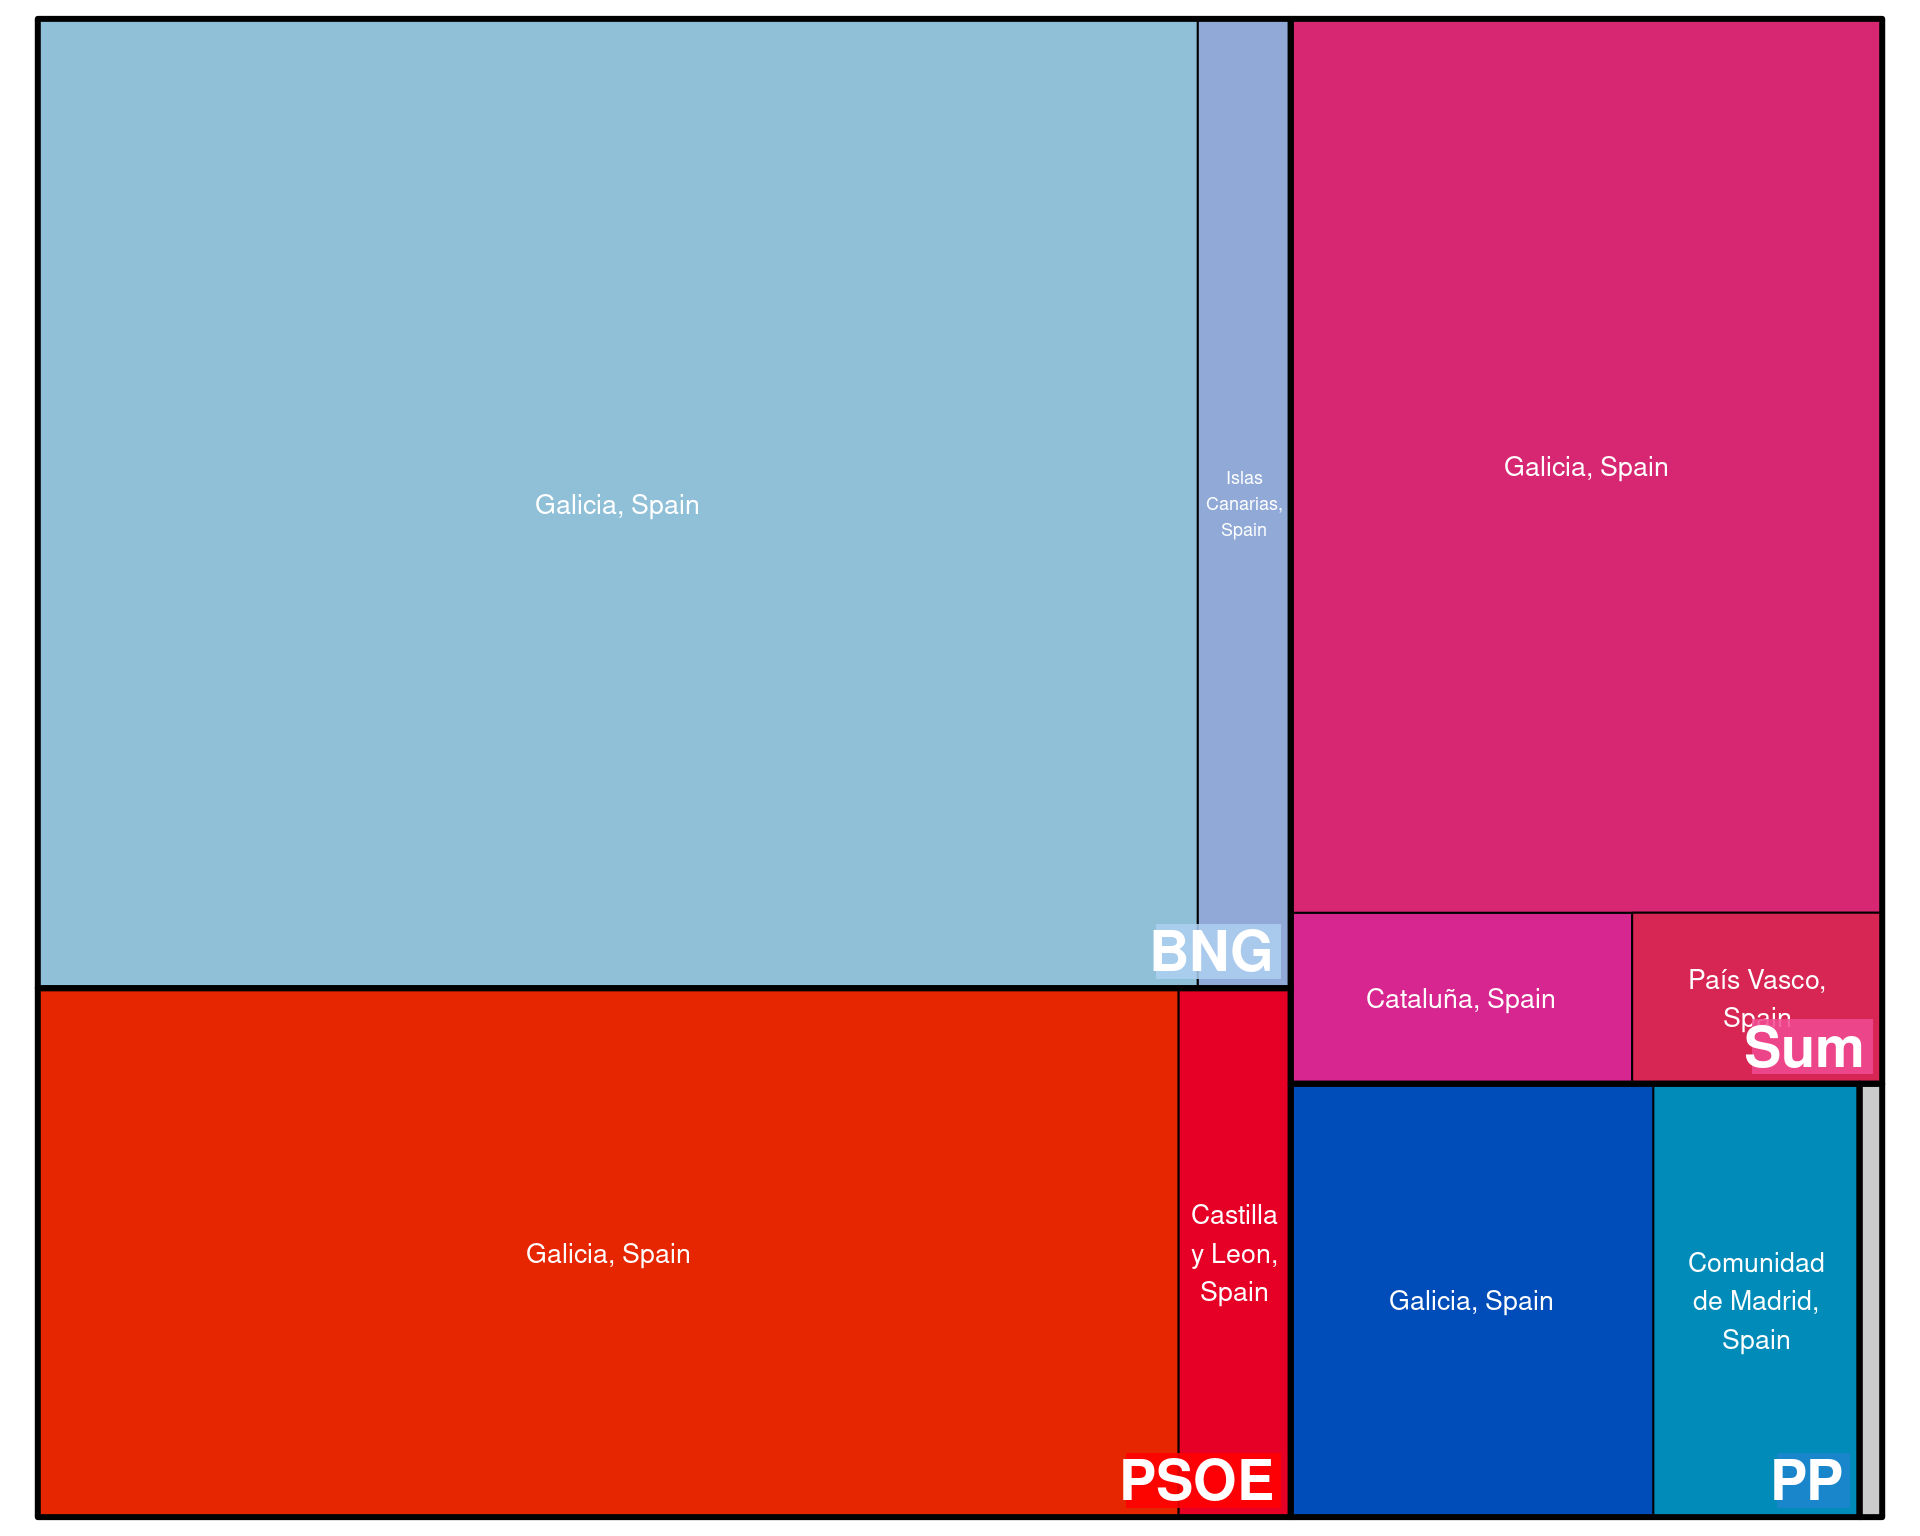 Galicia, Spain
Islas
Canarias,
Spain
BNG
Galicia, Spain
Cataluña, Spain
País Vasco,
Spain
Sum
Galicia, Spain
Castilla
y Leon,
Spain
PSOE
Galicia, Spain
Comunidad
de Madrid,
Spain
PP